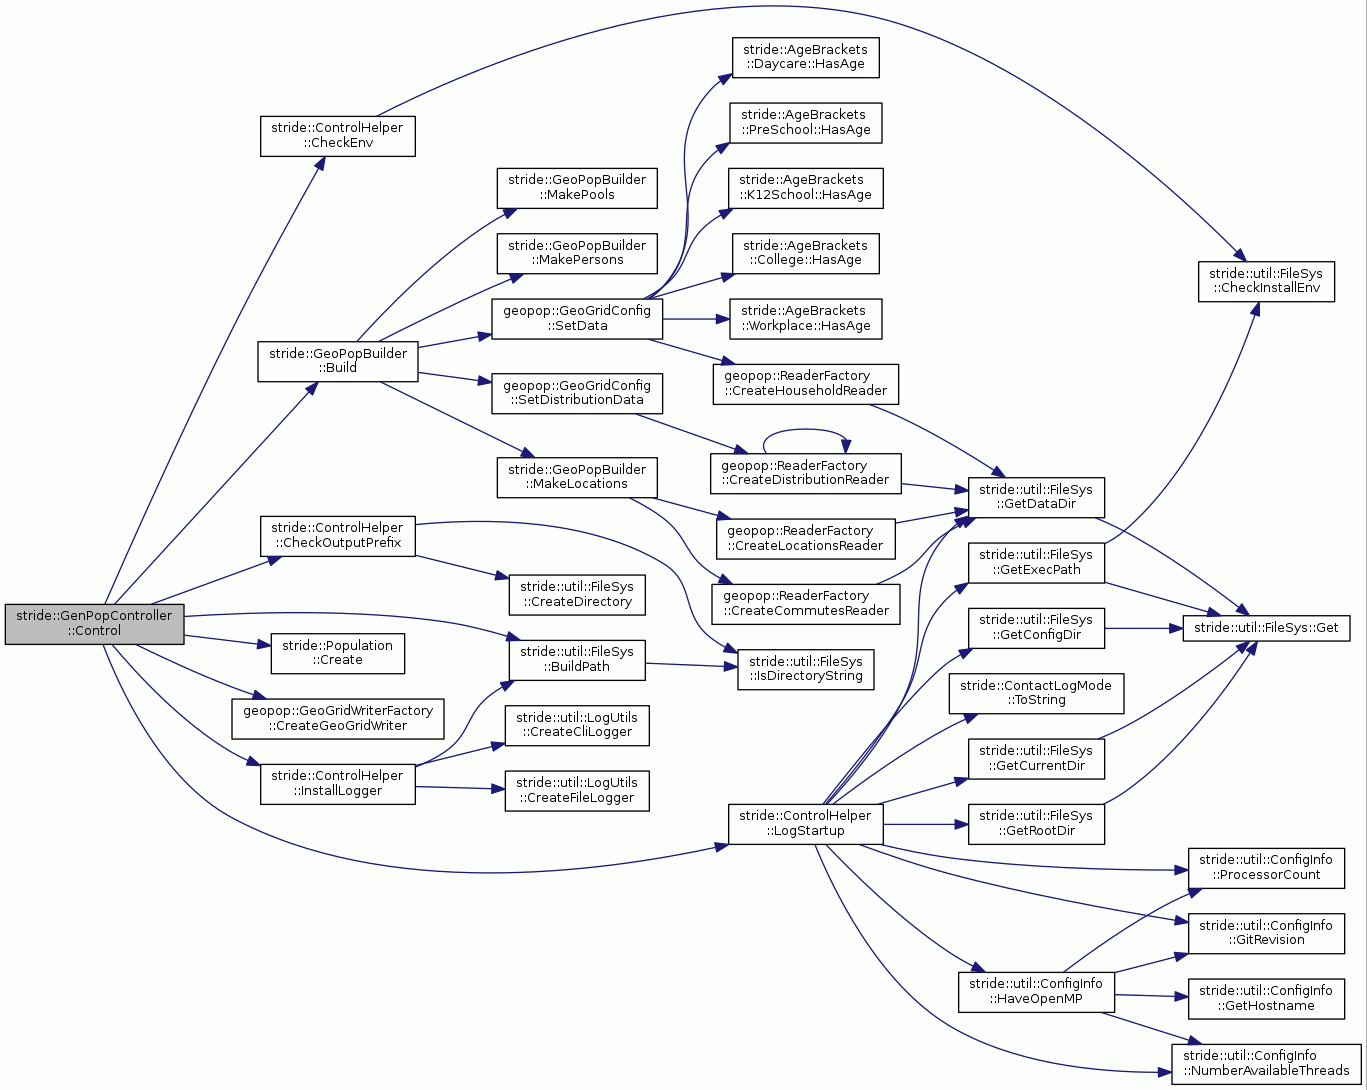 stride::AgeBrackets
::Daycare::HasAge
stride::ControlHelper
::CheckEnv
stride::AgeBrackets
::PreSchool::HasAge
stride::GeoPopBuilder
::MakePools
stride::AgeBrackets
::K12School::HasAge
stride::GeoPopBuilder
::MakePersons
stride::AgeBrackets
::College::HasAge
stride::util::FileSys
::CheckInstallEnv
geopop::GeoGridConfig
::SetData
stride::AgeBrackets
::Workplace::HasAge
stride::GeoPopBuilder
::Build
geopop::GeoGridConfig
::SetDistributionData
geopop::ReaderFactory
::CreateHouseholdReader
stride::GeoPopBuilder
::MakeLocations
geopop::ReaderFactory
::CreateDistributionReader
stride::util::FileSys
::GetDataDir
stride::ControlHelper
::CheckOutputPrefix
geopop::ReaderFactory
::CreateLocationsReader
stride::util::FileSys
::GetExecPath
stride::util::FileSys
::CreateDirectory
geopop::ReaderFactory
::CreateCommutesReader
stride::GenPopController
::Control
stride::util::FileSys
::GetConfigDir
stride::util::FileSys::Get
stride::Population
::Create
stride::util::FileSys
::BuildPath
stride::util::FileSys
::IsDirectoryString
stride::ContactLogMode
::ToString
geopop::GeoGridWriterFactory
::CreateGeoGridWriter
stride::util::LogUtils
::CreateCliLogger
stride::util::FileSys
::GetCurrentDir
stride::ControlHelper
::InstallLogger
stride::util::LogUtils
::CreateFileLogger
stride::ControlHelper
::LogStartup
stride::util::FileSys
::GetRootDir
stride::util::ConfigInfo
::ProcessorCount
stride::util::ConfigInfo
::GitRevision
stride::util::ConfigInfo
::HaveOpenMP
stride::util::ConfigInfo
::GetHostname
stride::util::ConfigInfo
::NumberAvailableThreads